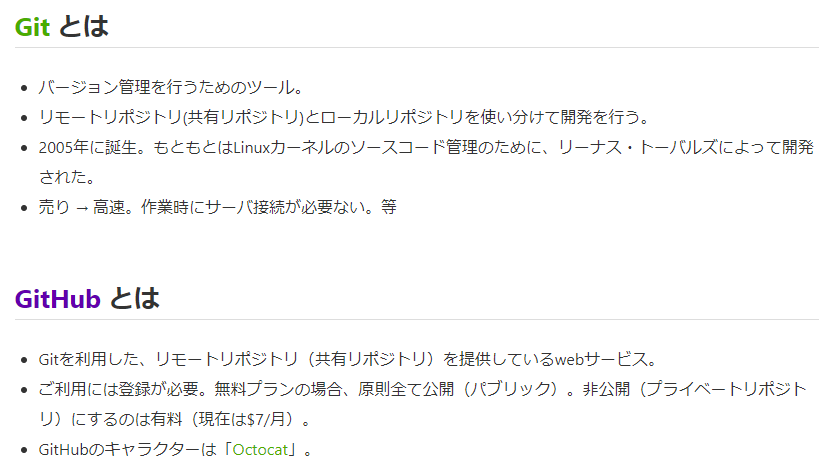 Git とは
バージョン管理を行うためのツール。
リモートリポジトリ(共有リポジトリ)とローカルリポジトリを使い分けて開発を行う。
2005年に誕生。もともとはLinuxカーネルのソースコード管理のために、リーナス・トーバルズによって開発
された。
売り → 高速。作業時にサーバ接続が必要ない。等
GitHub とは
Gitを利用した、リモートリポジトリ（共有リポジトリ）を提供しているwebサービス。
ご利用には登録が必要。無料プランの場合、原則全て公開（パブリック）。非公開（プライベートリポジト
リ）にするのは有料（現在は$7/月）。
GitHubのキャラクターは「Octocat」。